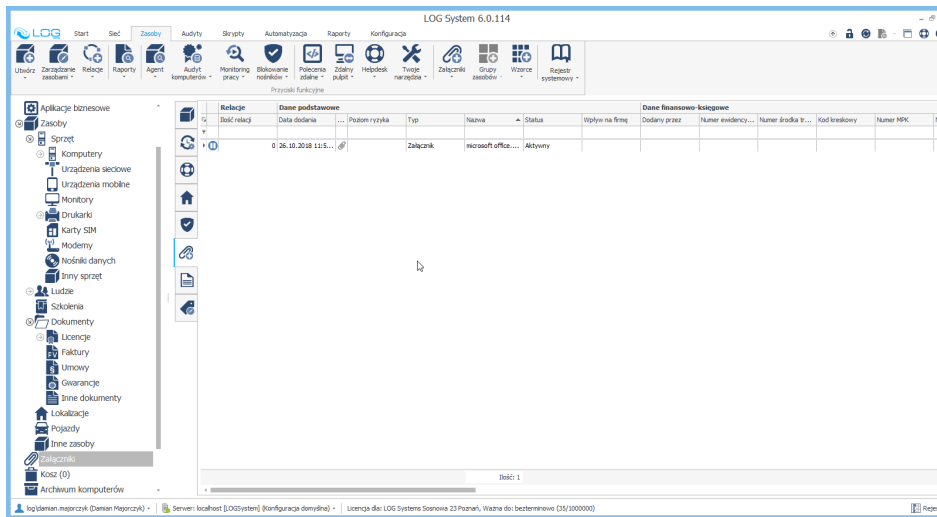 LOG System 6.0.114
LOG Start Sieć Zasoby Audyty Skrypty Automatyzacja Raporty Konfiguracja
Utwórz Zarządzanie zasobami Relacje Raporty Agent Audyt komputerów Monitoring pracy Blokowanie nośników Polecenia zdalne Zdalny pulpit Helpdesk Twoje narzędzia Załączniki Grupy zasobów Wzorce Rejestr systemowy
Przyciski funkcyjne
Aplikacje biznesowe
Zasoby
Sprzęt
Komputery
Urządzenia sieciowe
Urządzenia mobilne
Monitory
Drukarki
Karty SIM
Modemy
Nośniki danych
Inny sprzęt
Ludzie
Szkolenia
Dokumenty
Licencje
Faktury
Umowy
Gwarancje
Inne dokumenty
Lokalizacje
Pojazdy
Inne zasoby
Załączniki
Kosz (0)
Archiwum komputerów
Relacje Dane podstawowe Dane finansowo-księgowe
Ilość relacji Data dodania ... Poziom ryzyka Typ Nazwa Status Wpływ na firmę Dodany przez Numer ewidency... Numer środka tr... Kod kreskowy Numer MPK
0 26.10.2018 11:5... Załącznik microsoft office.... Aktywny
Ilość: 1
log\damian.majorczyk (Damian Majorczyk) Serwer: localhost [LOGSystem] (Konfiguracja domyślna) Licencja dla: LOG Systems Sosnowa 23 Poznań, Ważna do: bezterminowo (35/1000000) Rejes